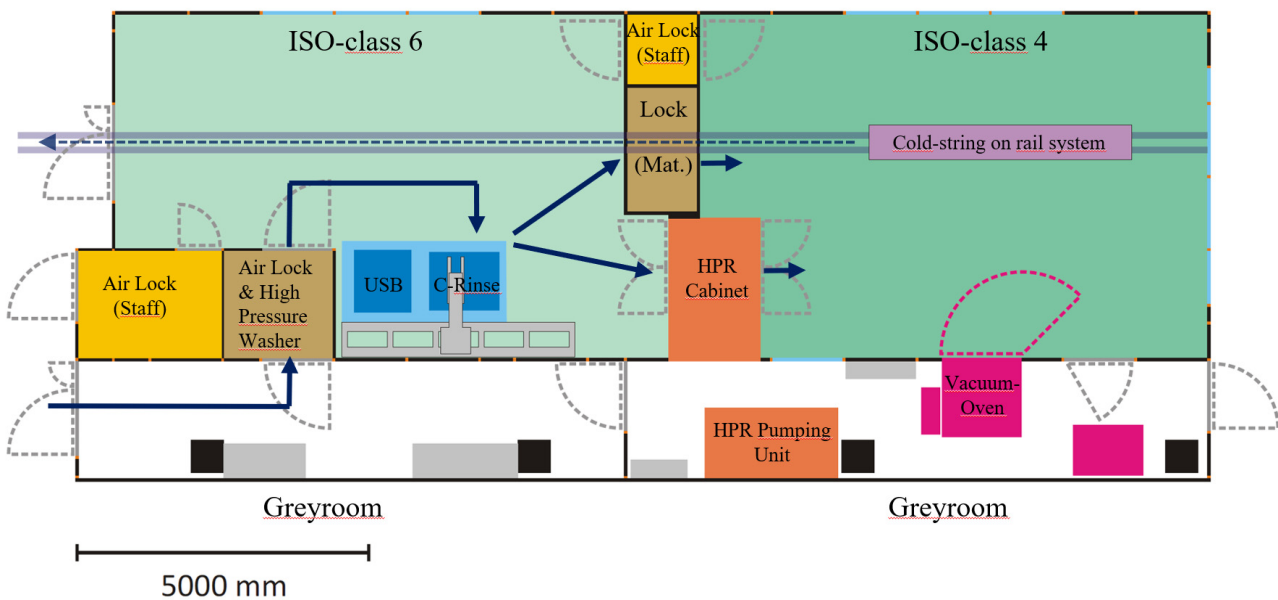 ISO-class 6
Air Lock
(Staff)
ISO-class 4
Lock
(Mat.)
Cold-string on rail system
Air Lock
(Staff)
Air Lock
& High
Pressure
Washer
USB
C-Rinse
HPR
Cabinet
Vacuum-
Oven
HPR Pumping
Unit
Greyroom
Greyroom
5000 mm